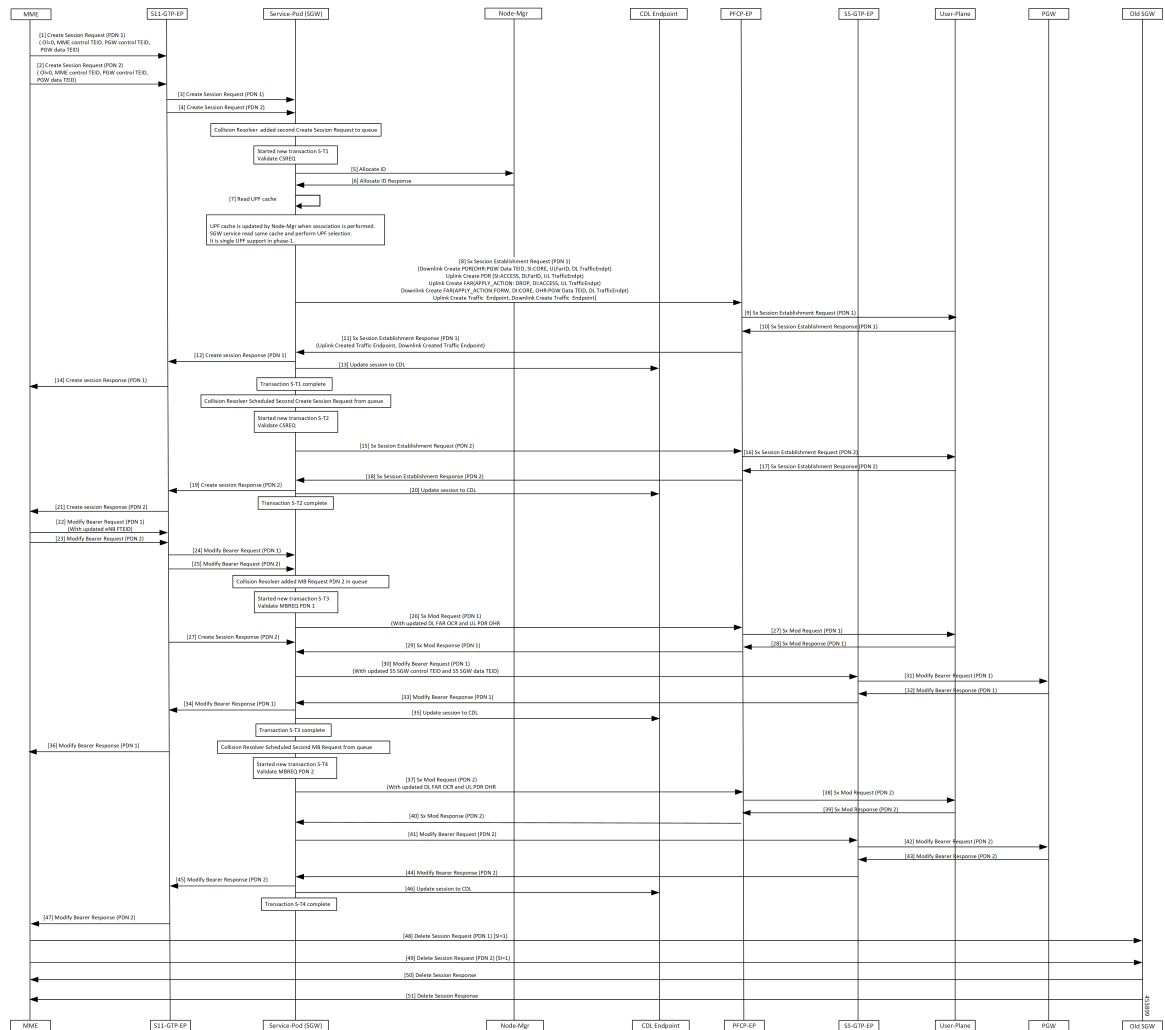 MME
S11-GTP-EP
Service-Pod (SGW)
Node-Mgr
CDL Endpoint
PFCP-EP
S5-GTP-EP
User-Plane
PGW
Old SGW
[1] Create Session Request (PDN 1)
( OI=0, MME control TEID, PGW control TEID,
PGW data TEID)
[2] Create Session Request (PDN 2)
( OI=0, MME control TEID, PGW control TEID,
PGW data TEID)
[3] Create Session Request (PDN 1)
[4] Create Session Request (PDN 2)
Collision Resolver added second Create Session Request to queue
Started new transaction S-T1
Validate CSREQ
[5] Allocate ID
[6] Allocate ID Response
[7] Read UPF cache
UPF cache is updated by Node-Mgr when association is performed.
SGW service read same cache and perform UPF selection.
It is single UPF support in phase-1.
[8] Sx Session Establishment Request (PDN 1)
(Downlink Create PDR(OHR:PGW Data TEID, SI:CORE, ULFarID, DL TrafficEndpt)
Uplink Create PDR (SI:ACCESS, DLFarID, UL TrafficEndpt)
Uplink Create FAR(APPLY_ACTION: DROP, DI:ACCESS, UL TrafficEndpt)
Downlink Create FAR(APPLY_ACTION:FORW, DI:CORE, OHR:PGW Data TEID, DL TrafficEndpt)
Uplink Create Traffic Endpoint, Downlink Create Traffic Endpoint]
[9] Sx Session Establishment Request (PDN 1)
[10] Sx Session Establishment Response (PDN 1)
[11] Sx Session Establishment Response (PDN 1)
(Uplink Created Traffic Endpoint, Downlink Created Traffic Endpoint)
[12] Create session Response (PDN 1)
[13] Update session to CDL
[14] Create session Response (PDN 1)
Transaction S-T1 complete
Collision Resolver Scheduled Second Create Session Request from queue
Started new transaction S-T2
Validate CSREQ
[15] Sx Session Establishment Request (PDN 2)
[16] Sx Session Establishment Request (PDN 2)
[17] Sx Session Establishment Response (PDN 2)
[18] Sx Session Establishment Response (PDN 2)
[19] Create session Response (PDN 2)
[20] Update session to CDL
Transaction S-T2 complete
[21] Create session Response (PDN 2)
[22] Modify Bearer Request (PDN 1)
(With updated eNB FTEID)
[23] Modify Bearer Request (PDN 2)
[24] Modify Bearer Request (PDN 1)
[25] Modify Bearer Request (PDN 2)
Collision Resolver added MB Request PDN 2 in queue
Started new transaction S-T3
Validate MBREQ PDN 1
[26] Sx Mod Request (PDN 1)
(With updated DL FAR OCR and UL PDR OHR
[27] Sx Mod Request (PDN 1)
[27] Create Session Response (PDN 2)
[28] Sx Mod Response (PDN 1)
[29] Sx Mod Response (PDN 1)
[30] Modify Bearer Request (PDN 1)
(With updated S5 SGW control TEID and S5 SGW data TEID)
[31] Modify Bearer Request (PDN 1)
[32] Modify Bearer Response (PDN 1)
[33] Modify Bearer Response (PDN 1)
[34] Modify Bearer Response (PDN 1)
[35] Update session to CDL
Transaction S-T3 complete
[36] Modify Bearer Response (PDN 1)
Collision Resolver Scheduled Second MB Request from queue
Started new transaction S-T4
Validate MBREQ PDN 2
[37] Sx Mod Request (PDN 2)
(With updated DL FAR OCR and UL PDR OHR
[38] Sx Mod Request (PDN 2)
[39] Sx Mod Response (PDN 2)
[40] Sx Mod Response (PDN 2)
[41] Modify Bearer Request (PDN 2)
[42] Modify Bearer Request (PDN 2)
[43] Modify Bearer Response (PDN 2)
[44] Modify Bearer Response (PDN 2)
[45] Modify Bearer Response (PDN 2)
[46] Update session to CDL
Transaction S-T4 complete
[47] Modify Bearer Response (PDN 2)
[48] Delete Session Request (PDN 1) [SI=1]
[49] Delete Session Request (PDN 2) [SI=1]
[50] Delete Session Response
[51] Delete Session Response
453899
MME
S11-GTP-EP
Service-Pod (SGW)
Node-Mgr
CDL Endpoint
PFCP-EP
S5-GTP-EP
User-Plane
PGW
Old SGW